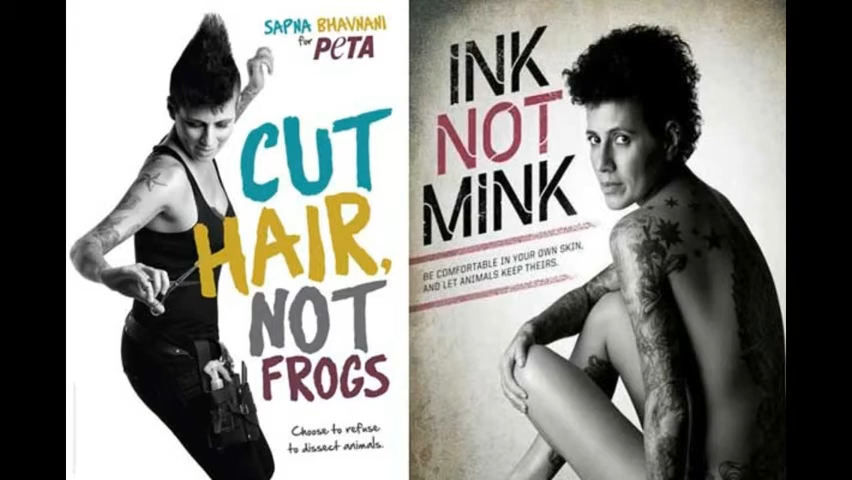 SAPNA BHAVNANI
for PETA
CUT
HAIR,
NOT
FROGS
Choose to refuse
to dissect animals.
INK
NOT
MINK
BE COMFORTABLE IN YOUR OWN SKIN,
AND LET ANIMALS KEEP THEIRS.